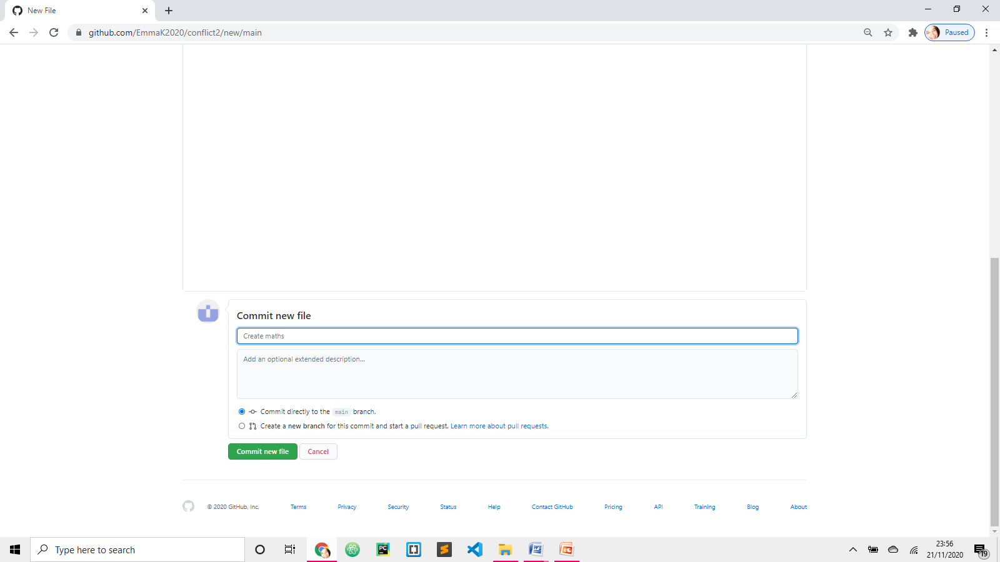 New File
github.com/EmmaK2020/conflict2/new/main
Paused
Commit new file
Create maths
Add an optional extended description...
Commit directly to the main branch.
Create a new branch for this commit and start a pull request. Learn more about pull requests.
Commit new file Cancel
© 2020 GitHub, Inc. Terms Privacy Security Status Help Contact GitHub Pricing API Training Blog About
Type here to search
PC
W
23:56
21/11/2020
19